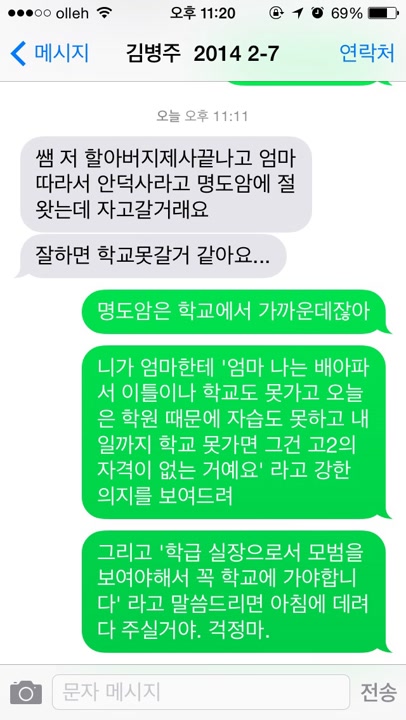 olleh 오후 11:20 69%
메시지 김병주 2014 2-7 연락처
오늘 오후 11:11
쌤 저 할아버지제사끝나고 엄마
따라서 안덕사라고 명도암에 절
왓는데 자고갈거래요
잘하면 학교못갈거 같아요...
명도암은 학교에서 가까운데잖아
니가 엄마한테 '엄마 나는 배아파
서 이틀이나 학교도 못가고 오늘
은 학원 때문에 자습도 못하고 내
일까지 학교 못가면 그건 고2의
자격이 없는 거예요' 라고 강한
의지를 보여드려
그리고 '학급 실장으로서 모범을
보여야해서 꼭 학교에 가야합니
다' 라고 말씀드리면 아침에 데려
다 주실거야. 걱정마.
문자 메시지 전송